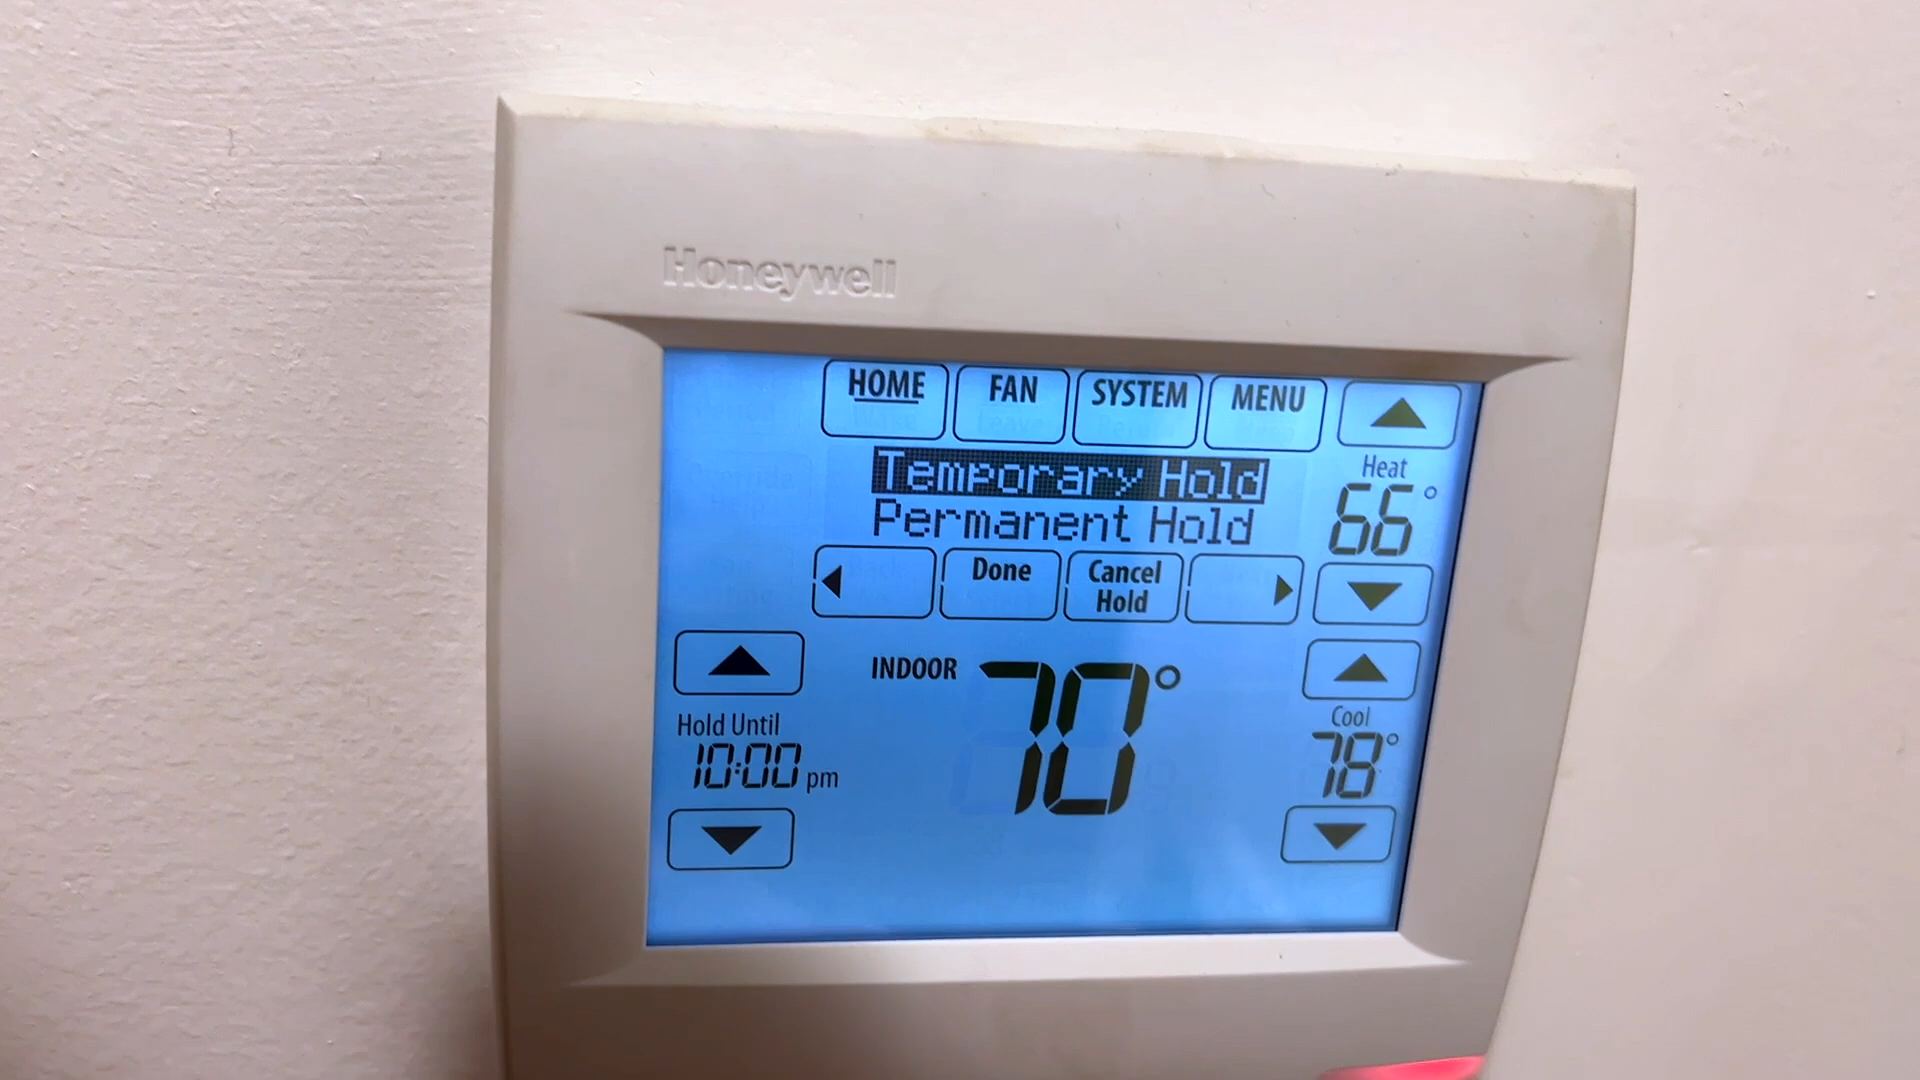 Honeywell
HOME FAN SYSTEM MENU
Temporary Hold
Permanent Hold
Heat
66°
Done
Cancel
Hold
INDOOR 70°
Hold Until
10:00 pm
Cool
78°